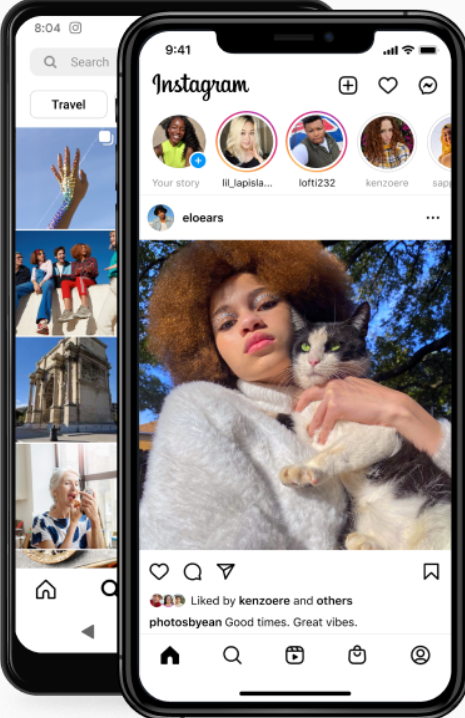 8:04
Search
Travel
9:41
Instagram
Your story
lil_lapisla...
lofti232
kenzoere
eloears
Liked by kenzoere and others
photosbyean Good times. Great vibes.